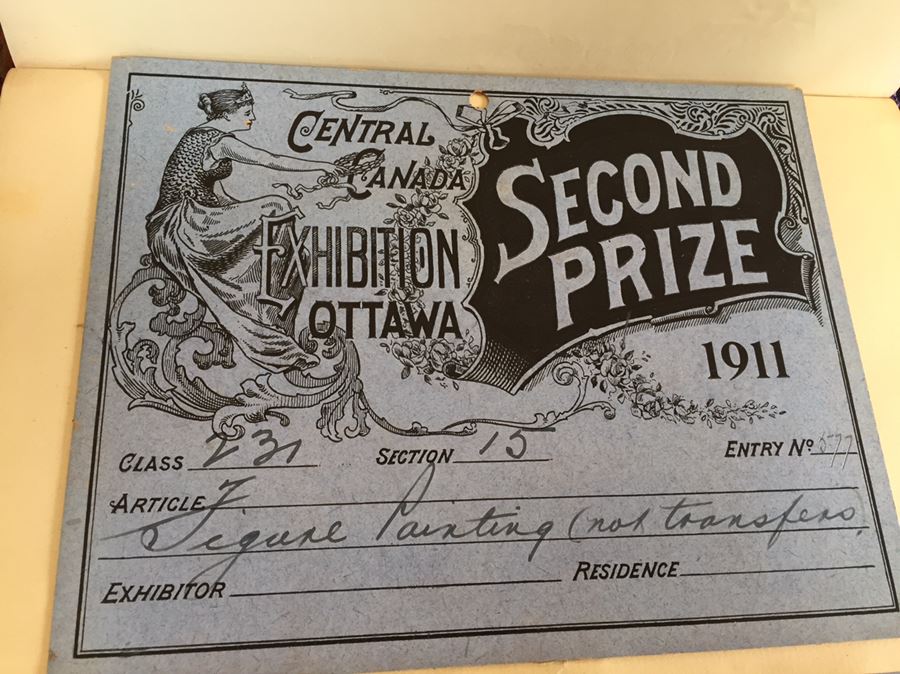 CENTRAL
CANADA
EXHIBITION
OTTAWA
SECOND
PRIZE
1911
CLASS 231 SECTION 15 ENTRY Nº 577
ARTICLE
Figure Painting (not transfers
EXHIBITOR RESIDENCE